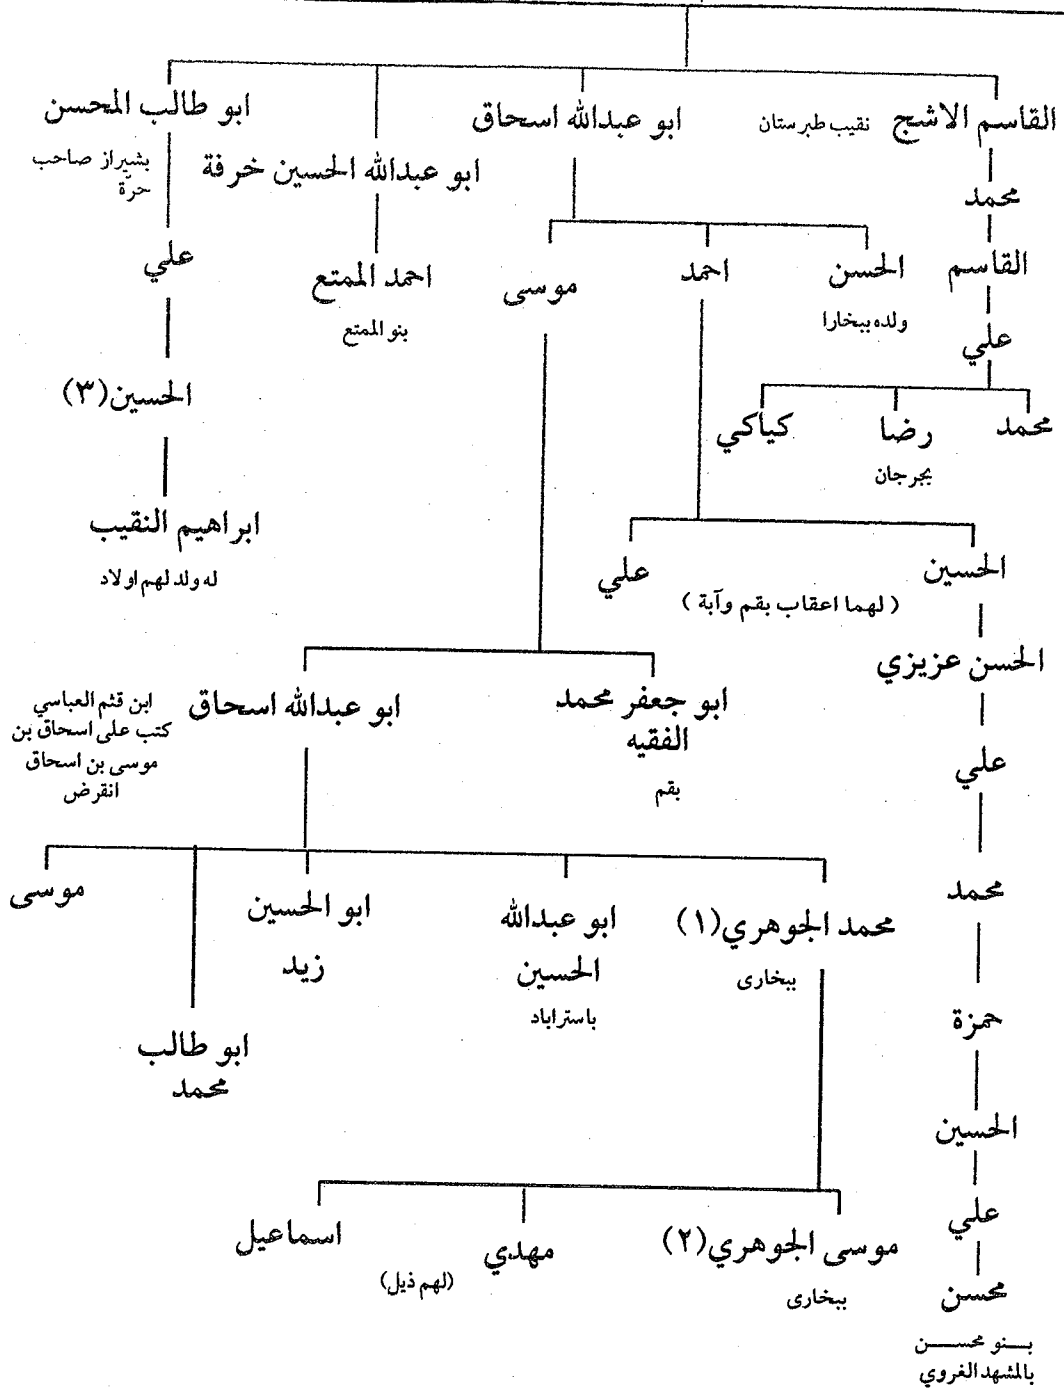 القاسم الاشج
نقيب طبرستان
ابو عبدالله اسحاق
ابو عبدالله الحسين خرفة
ابو طالب المحسن
بشيراز صاحب
حرّة
محمد
القاسم
علي
محمد
رضا
بجرجان
كياكي
الحسن
ولده ببخارا
احمد
موسى
احمد الممتع
بنو الممتع
علي
الحسين (٣)
ابراهيم النقيب
له ولد لهم اولاد
الحسين
علي
( لهما اعقاب بقم وآبة )
الحسن عزيزي
علي
محمد
حمزة
الحسين
علي
محسن
بنو محسن
بالمشهد الغروي
ابو جعفر محمد
الفقيه
بقم
ابو عبدالله اسحاق
ابن قثم العباسي
كتب على اسحاق بن
موسى بن اسحاق
انقرض
محمد الجوهري (١)
ببخارى
ابو عبدالله
الحسين
باستراباد
ابو الحسين
زيد
ابو طالب
محمد
موسى
موسى الجوهري (٢)
ببخارى
مهدي
اسماعيل
(لهم ذيل)